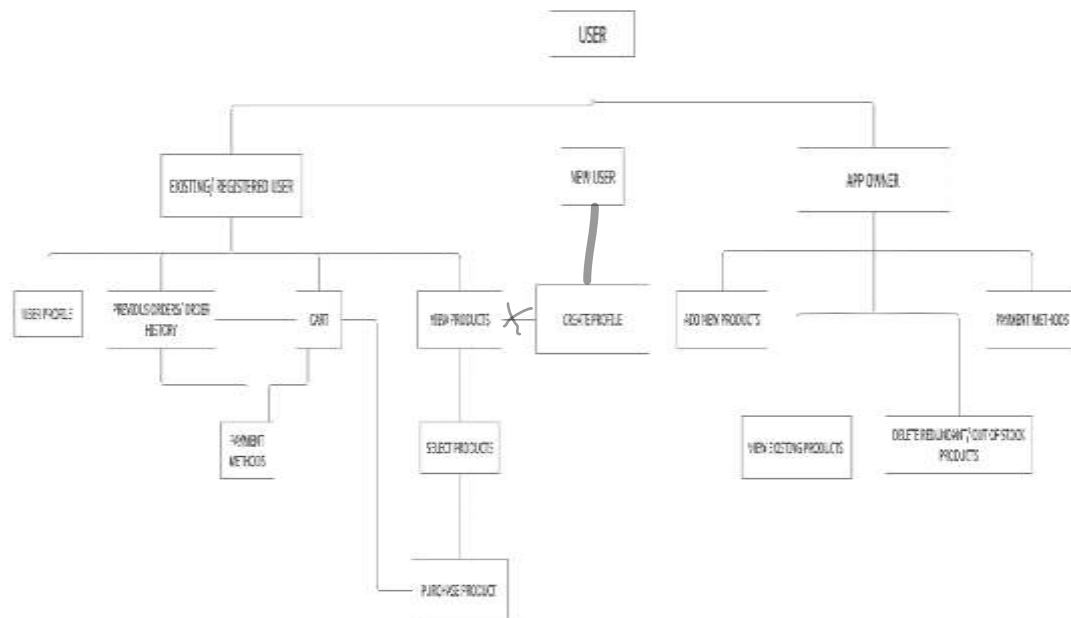 USER
EXISTING/ REGISTERED USER
NEW USER
APP OWNER
USER PROFILE
PREVIOUS ORDERS/ ORDER
HISTORY
CART
VIEW PRODUCTS
CREATE PROFILE
ADD NEW PRODUCTS
PAYMENT METHODS
PAYMENT
METHODS
SELECT PRODUCTS
VIEW EXISTING PRODUCTS
DELETE REDUNDANT/ OUT OF STOCK
PRODUCTS
PURCHASE PRODUCT